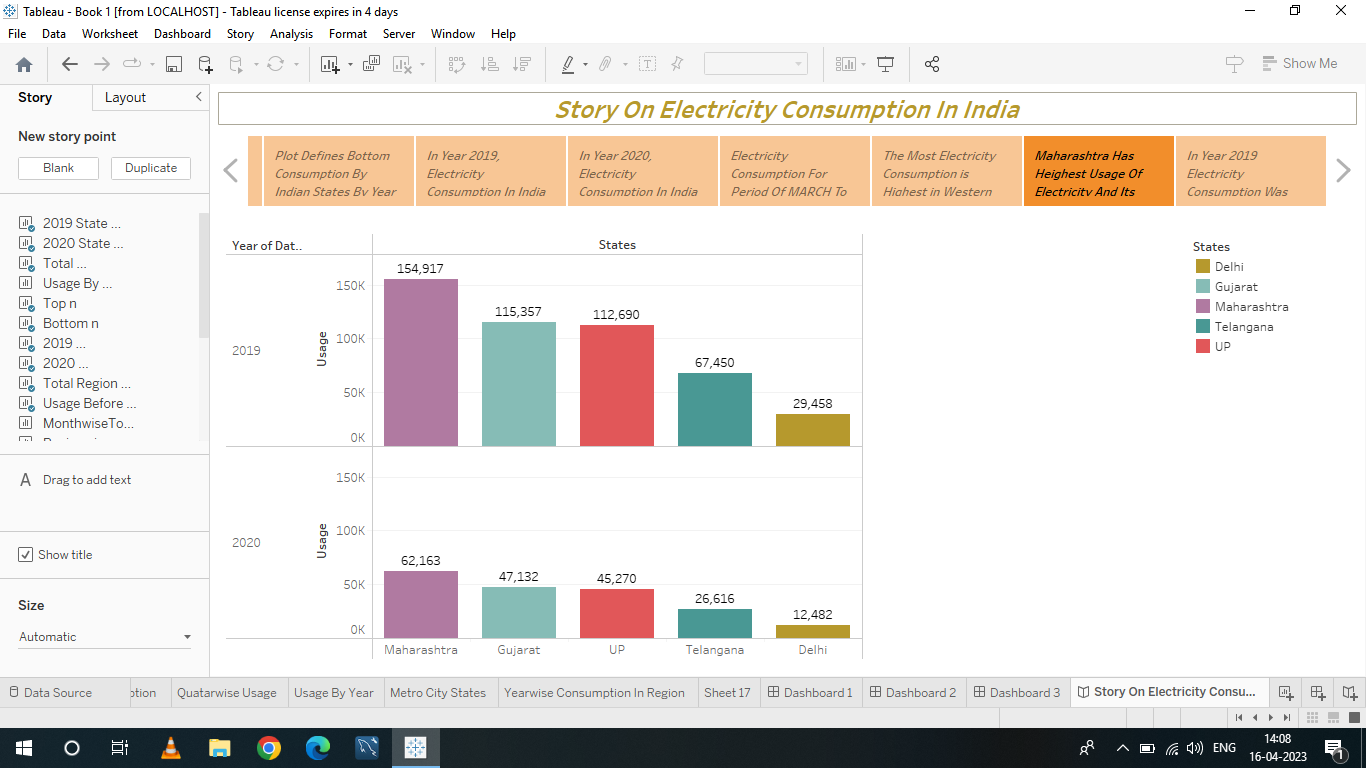 Tableau - Book 1 [from LOCALHOST] - Tableau license expires in 4 days
File Data Worksheet Dashboard Story Analysis Format Server Window Help
Show Me
Story Layout
New story point
Blank Duplicate
2019 State ...
2020 State ...
Total ...
Usage By ...
Top n
Bottom n
2019 ...
2020 ...
Total Region ...
Usage Before ...
MonthwiseTo...
A Drag to add text
Show title
Size
Automatic
Story On Electricity Consumption In India
Plot Defines Bottom
Consumption By
Indian States By Year
In Year 2019,
Electricity
Consumption In India
In Year 2020,
Electricity
Consumption In India
Electricity
Consumption For
Period Of MARCH To
The Most Electricity
Consumption is
Highest in Western
Maharashtra Has
Heighest Usage Of
Electricity And Its
In Year 2019
Electricity
Consumption Was
Year of Dat..
States
2019
Usage
150K
100K
50K
0K
154,917
115,357
112,690
67,450
29,458
2020
Usage
150K
100K
50K
0K
62,163
47,132
45,270
26,616
12,482
Maharashtra Gujarat UP Telangana Delhi
States
Delhi
Gujarat
Maharashtra
Telangana
UP
Data Source ption Quatarwise Usage Usage By Year Metro City States Yearwise Consumption In Region Sheet 17 Dashboard 1 Dashboard 2 Dashboard 3 Story On Electricity Consu...
ENG
14:08
16-04-2023
1